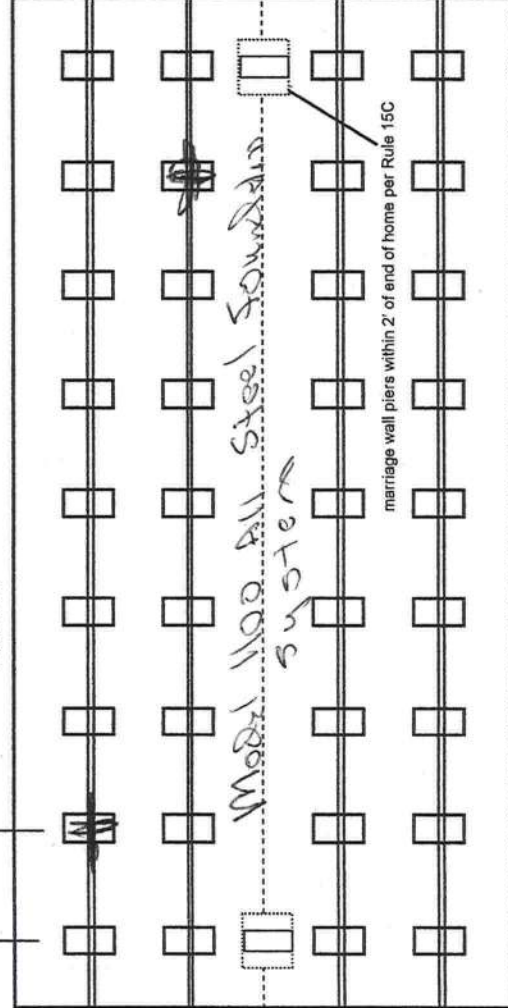 Model 1100 All Steel Foundation
System
marriage wall piers within 2' of end of home per Rule 15C